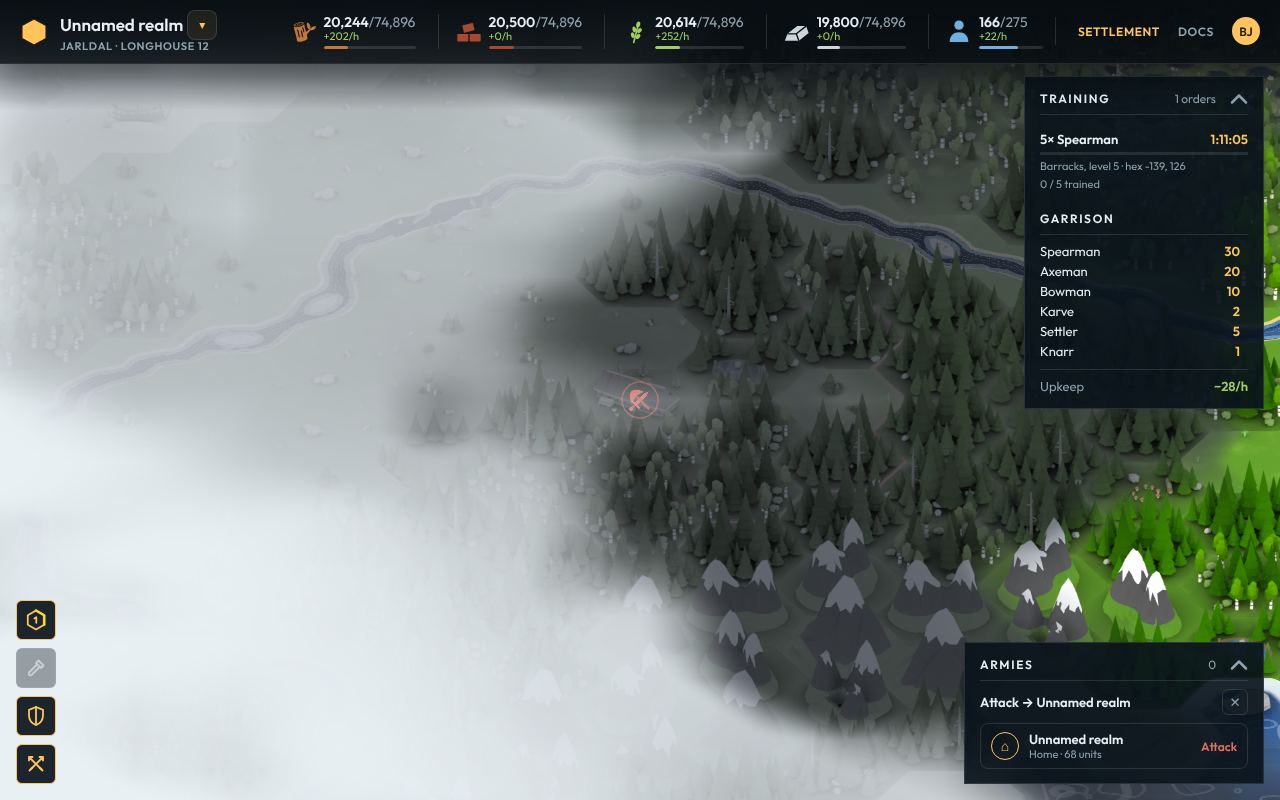 Unnamed realm ▼
JARLDAL · LONGHOUSE 12
20,244/74,896
+202/h
20,500/74,896
+0/h
20,614/74,896
+252/h
19,800/74,896
+0/h
166/275
+22/h
SETTLEMENT
DOCS
BJ
TRAINING 1 orders
5× Spearman 1:11:05
Barracks, level 5 · hex -139, 126
0 / 5 trained
GARRISON
Spearman 30
Axeman 20
Bowman 10
Karve 2
Settler 5
Knarr 1
Upkeep −28/h
1
ARMIES 0
Attack → Unnamed realm ✕
Unnamed realm
Home · 68 units
Attack